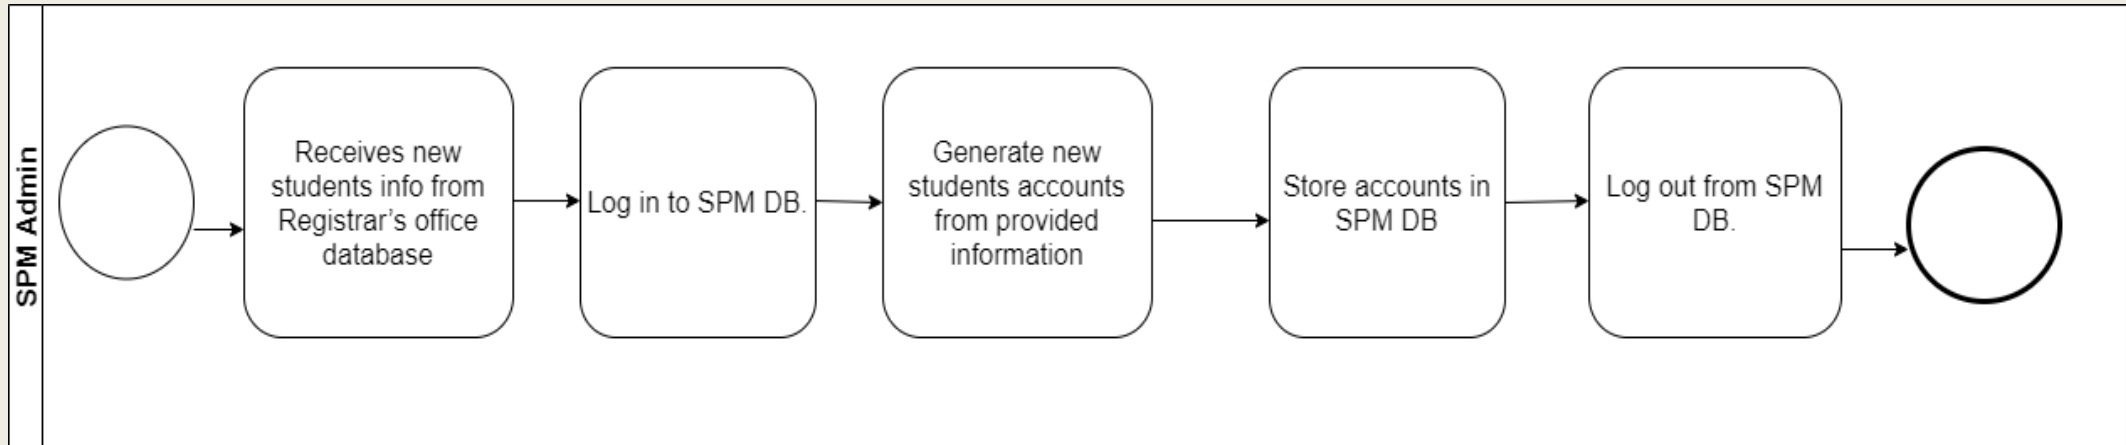 SPM Admin
Receives new
students info from
Registrar's office
database
Log in to SPM DB.
Generate new
students accounts
from provided
information
Store accounts in
SPM DB
Log out from SPM
DB.